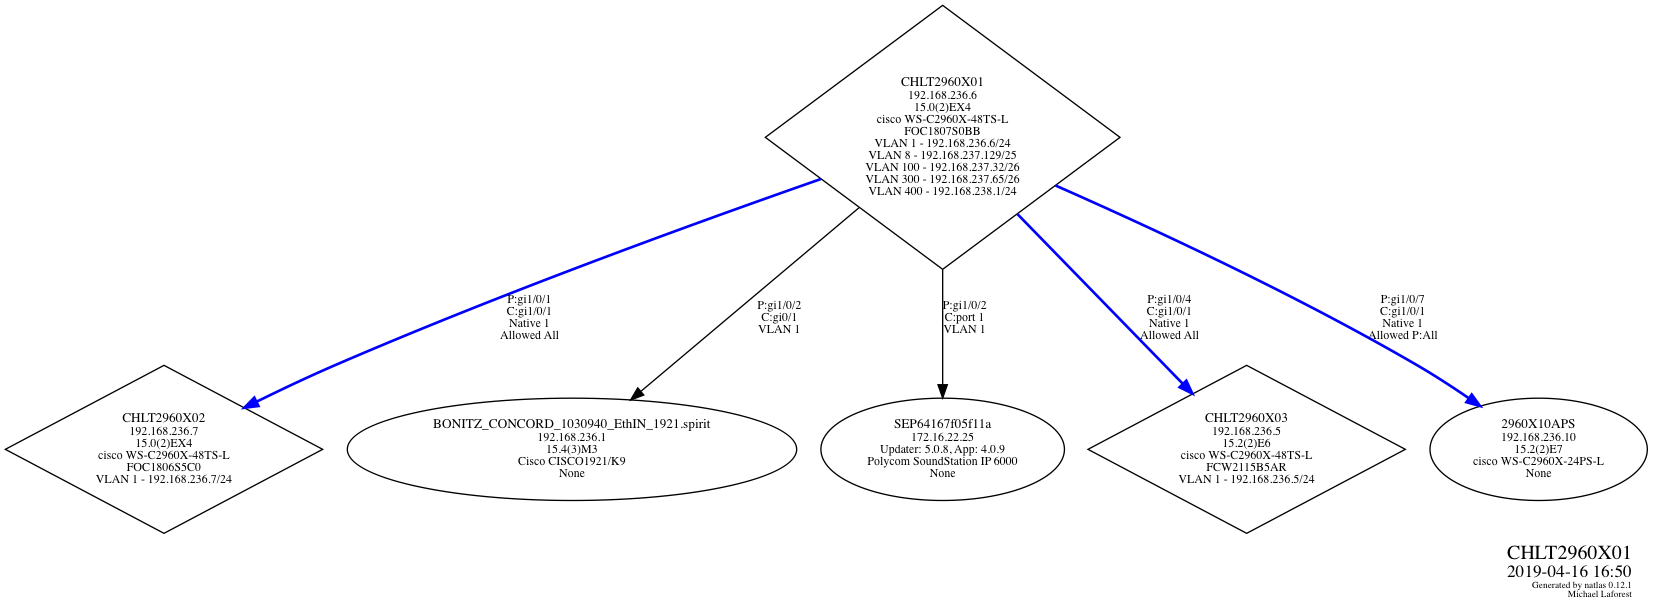 CHLT2960X01
192.168.236.6
15.0(2)EX4
cisco WS-C2960X-48TS-L
FOC1807S0BB
VLAN 1 - 192.168.236.6/24
VLAN 8 - 192.168.237.129/25
VLAN 100 - 192.168.237.32/26
VLAN 300 - 192.168.237.65/26
VLAN 400 - 192.168.238.1/24
P:gi1/0/1
C:gi1/0/1
Native 1
Allowed All
P:gi1/0/2
C:gi0/1
VLAN 1
P:gi1/0/2
C:port 1
VLAN 1
P:gi1/0/4
C:gi1/0/1
Native 1
Allowed All
P:gi1/0/7
C:gi1/0/1
Native 1
Allowed P:All
CHLT2960X02
192.168.236.7
15.0(2)EX4
cisco WS-C2960X-48TS-L
FOC1806S5C0
VLAN 1 - 192.168.236.7/24
BONITZ_CONCORD_1030940_EthIN_1921.spirit
192.168.236.1
15.4(3)M3
Cisco CISCO1921/K9
None
SEP64167f05f11a
172.16.22.25
Updater: 5.0.8, App: 4.0.9
Polycom SoundStation IP 6000
None
CHLT2960X03
192.168.236.5
15.2(2)E6
cisco WS-C2960X-48TS-L
FCW2115B5AR
VLAN 1 - 192.168.236.5/24
2960X10APS
192.168.236.10
15.2(2)E7
cisco WS-C2960X-24PS-L
None
CHLT2960X01
2019-04-16 16:50
Generated by natlas 0.12.1
Michael Laforest